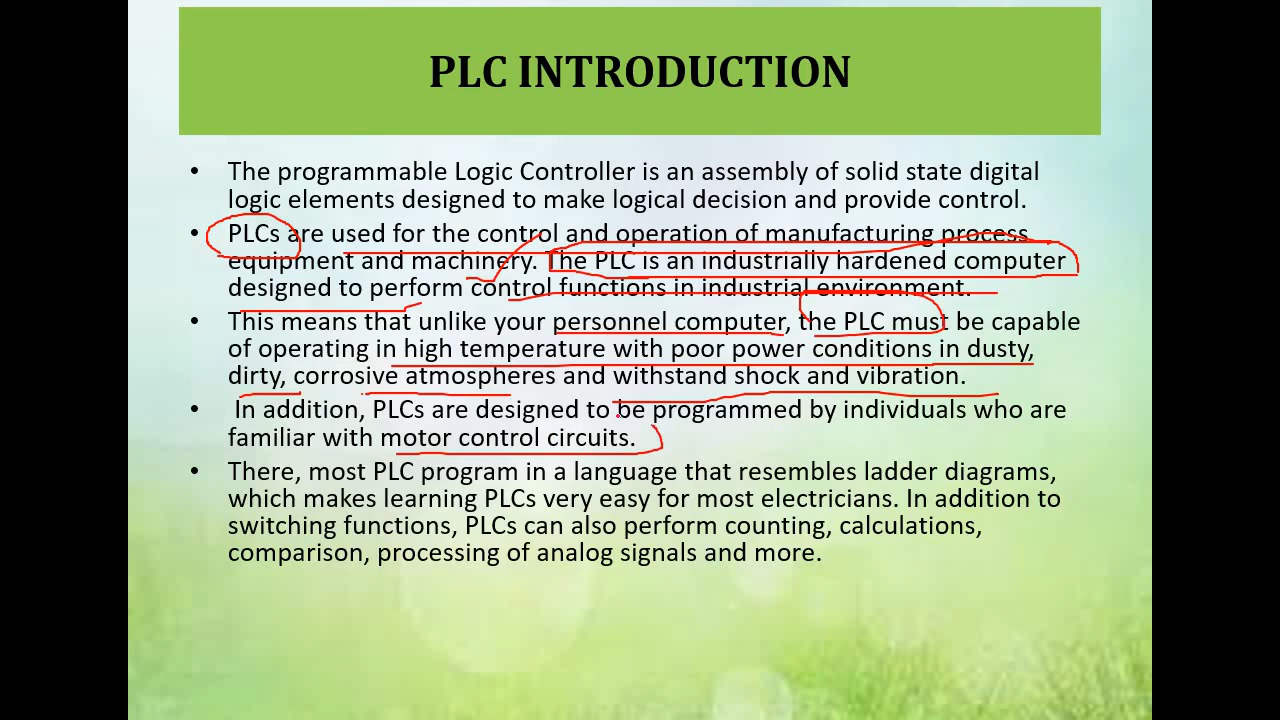 PLC INTRODUCTION
• The programmable Logic Controller is an assembly of solid state digital
logic elements designed to make logical decision and provide control.
• PLCs are used for the control and operation of manufacturing process
equipment and machinery. The PLC is an industrially hardened computer
designed to perform control functions in industrial environment.
• This means that unlike your personnel computer, the PLC must be capable
of operating in high temperature with poor power conditions in dusty,
dirty, corrosive atmospheres and withstand shock and vibration.
• In addition, PLCs are designed to be programmed by individuals who are
familiar with motor control circuits.
• There, most PLC program in a language that resembles ladder diagrams,
which makes learning PLCs very easy for most electricians. In addition to
switching functions, PLCs can also perform counting, calculations,
comparison, processing of analog signals and more.